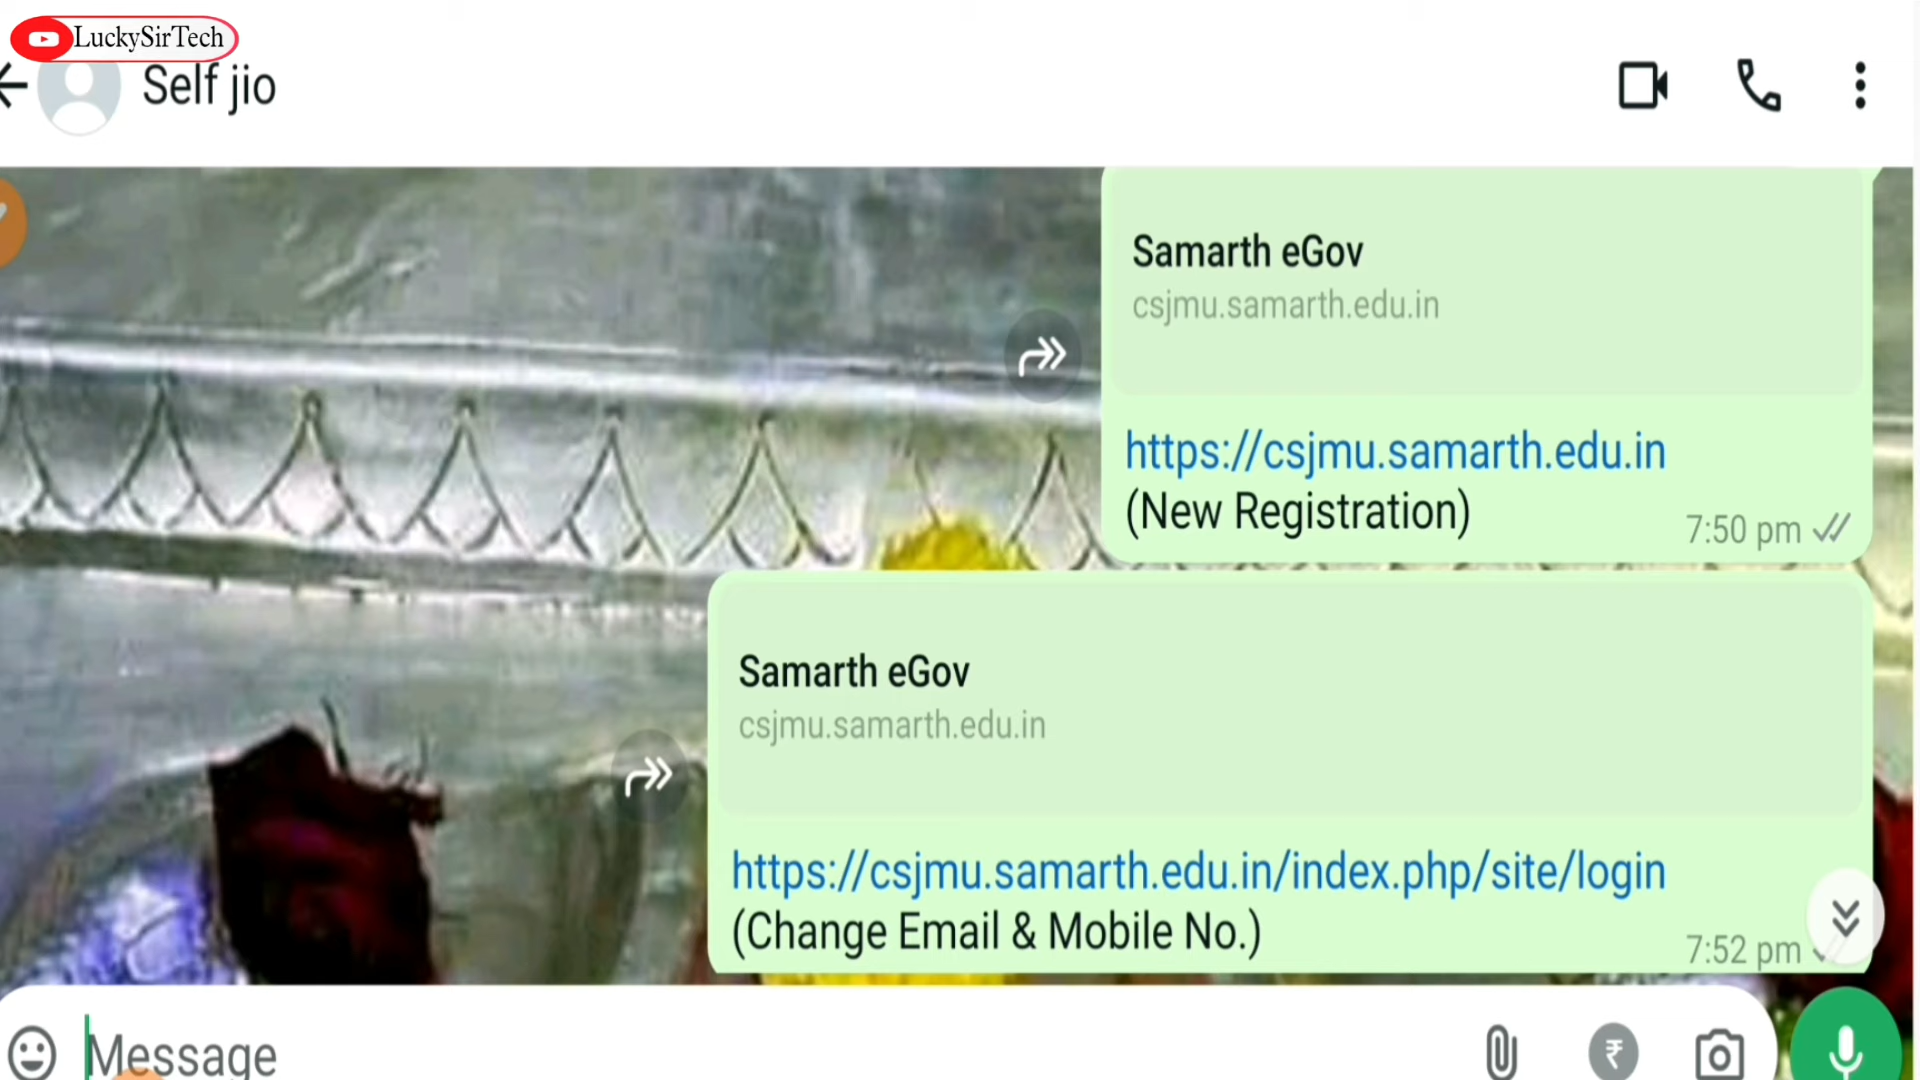 LuckySirTech
Self jio
Samarth eGov
csjmu.samarth.edu.in
https://csjmu.samarth.edu.in
(New Registration)
7:50 pm
Samarth eGov
csjmu.samarth.edu.in
https://csjmu.samarth.edu.in/index.php/site/login
(Change Email & Mobile No.)
7:52 pm
Message